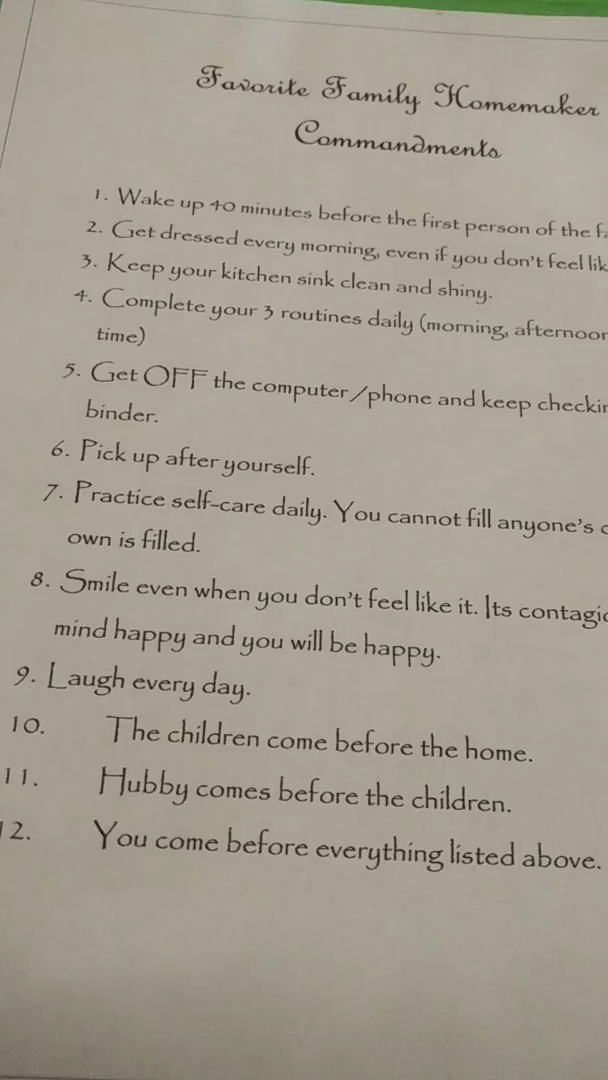 Favorite Family Homemaker
Commandments
1. Wake up 40 minutes before the first person of the
2. Get dressed every morning, even if you don't feel
3. Keep your kitchen sink clean and shiny.
4. Complete your 3 routines daily (morning,
time)
5. Get OFF the computer/phone and keep
binder.
6. Pick up after yourself.
7. Practice self-care daily. You cannot fill anyone's
own is filled.
8. Smile even when you don't feel like it. Its
mind happy and you will be happy.
9. Laugh every day.
10. The children come before the home.
11. Hubby comes before the children.
12. You come before everything listed above.